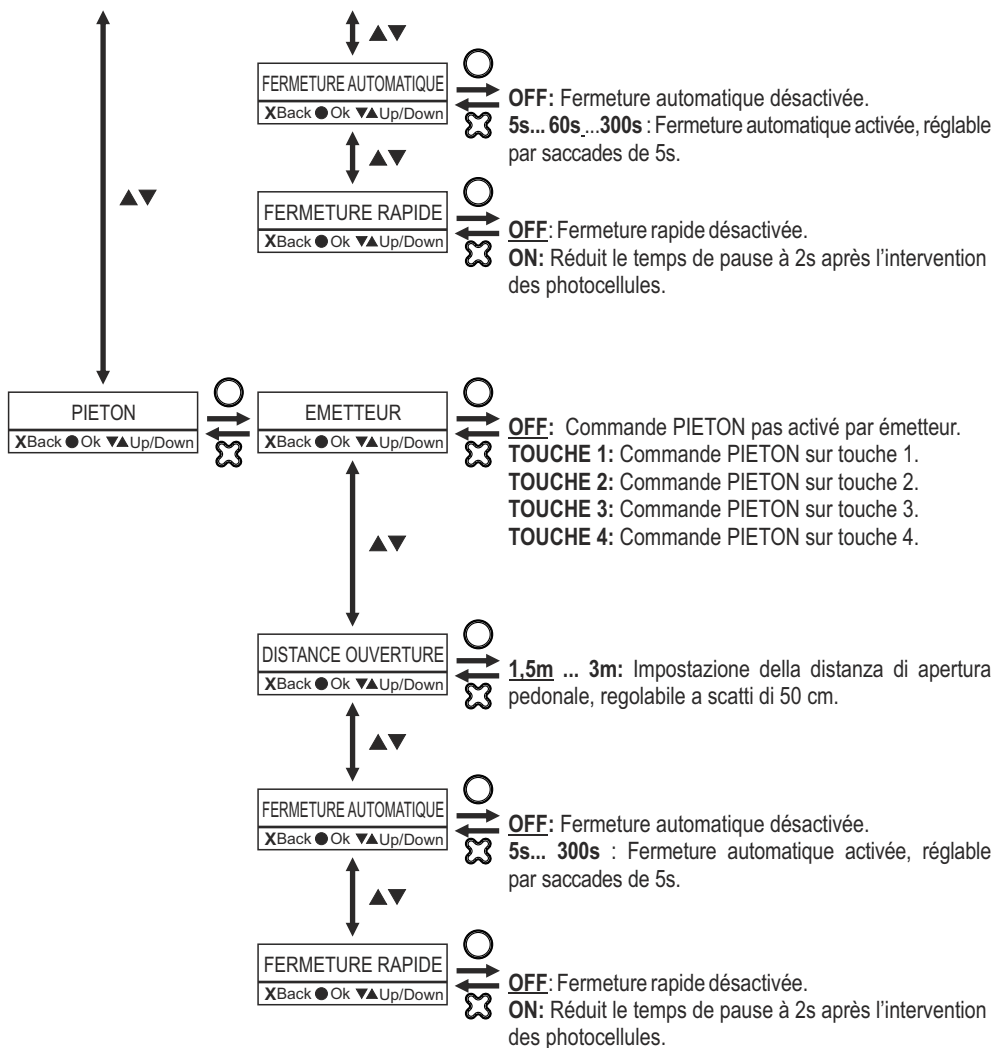 ▲▼
FERMETURE AUTOMATIQUE
XBack ●Ok ▼▲Up/Down
OFF: Fermeture automatique désactivée.
5s... 60s ...300s : Fermeture automatique activée, réglable
par saccades de 5s.
▲▼
▲▼
FERMETURE RAPIDE
XBack ●Ok ▼▲Up/Down
OFF: Fermeture rapide désactivée.
ON: Réduit le temps de pause à 2s après l'intervention
des photocellules.
PIETON
XBack ●Ok ▼▲Up/Down
EMETTEUR
XBack ●Ok ▼▲Up/Down
OFF: Commande PIETON pas activé par émetteur.
TOUCHE 1: Commande PIETON sur touche 1.
TOUCHE 2: Commande PIETON sur touche 2.
TOUCHE 3: Commande PIETON sur touche 3.
TOUCHE 4: Commande PIETON sur touche 4.
▲▼
DISTANCE OUVERTURE
XBack ●Ok ▼▲Up/Down
1,5m ... 3m: Impostazione della distanza di apertura
pedonale, regolabile a scatti di 50 cm.
▲▼
FERMETURE AUTOMATIQUE
XBack ●Ok ▼▲Up/Down
OFF: Fermeture automatique désactivée.
5s... 300s : Fermeture automatique activée, réglable
par saccades de 5s.
▲▼
FERMETURE RAPIDE
XBack ●Ok ▼▲Up/Down
OFF: Fermeture rapide désactivée.
ON: Réduit le temps de pause à 2s après l'intervention
des photocellules.